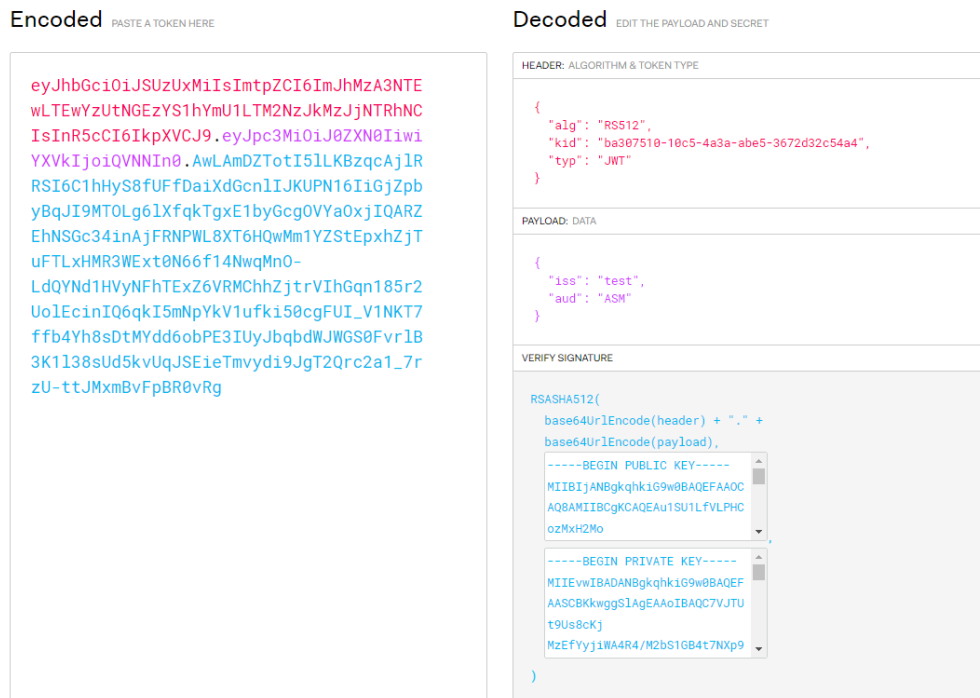 Encoded PASTE A TOKEN HERE
eyJhbGciOiJSUzUxMiIsImtpZCI6ImJhMzA3NTE
wLTEwYzUtNGEzYS1hYmU1LTM2NzJkMzJjNTRhNC
IsInR5cCI6IkpXVCJ9.eyJpc3MiOiJ0ZXN0Iiwi
YXVkIjoiQVNNIn0.AwLAmDZTotI5lLKBzqcAjlR
RSI6C1hHyS8fUFfDaiXdGcnlIJKUPN16IiGjZpb
yBqJI9MTOLg6lXfqkTgxE1byGcgOVYaOxjIQARZ
EhNSGc34inAjFRNPWL8XT6HQwMm1YZStEpxhZjT
uFTLxHMR3WExt0N66f14NwqMnO-
LdQYNd1HVyNFhTExZ6VRMChhZjtrVIhGqn185r2
UolEcinIQ6qkI5mNpYkV1ufki50cgFUI_V1NKT7
ffb4Yh8sDtMYdd6obPE3IUyJbqbdWJWGS0FvrlB
3K1l38sUd5kvUqJSEieTmvydi9JgT2Qrc2a1_7r
zU-ttJMxmBvFpBR0vRg
Decoded EDIT THE PAYLOAD AND SECRET
HEADER: ALGORITHM & TOKEN TYPE
{
"alg": "RS512",
"kid": "ba307510-10c5-4a3a-abe5-3672d32c54a4",
"typ": "JWT"
}
PAYLOAD: DATA
{
"iss": "test",
"aud": "ASM"
}
VERIFY SIGNATURE
RSASHA512(
base64UrlEncode(header) + "." +
base64UrlEncode(payload),
-----BEGIN PUBLIC KEY-----
MIIBIjANBgkqhkiG9w0BAQEFAAOC
AQ8AMIIBCgKCAQEAu1SU1LfVLPHC
ozMxH2Mo
,
-----BEGIN PRIVATE KEY-----
MIIEvwIBADANBgkqhkiG9w0BAQEF
AASCBKkwggSlAgEAAoIBAQC7VJTU
t9Us8cKj
MzEfYyjiWA4R4/M2bS1GB4t7NXp9
)